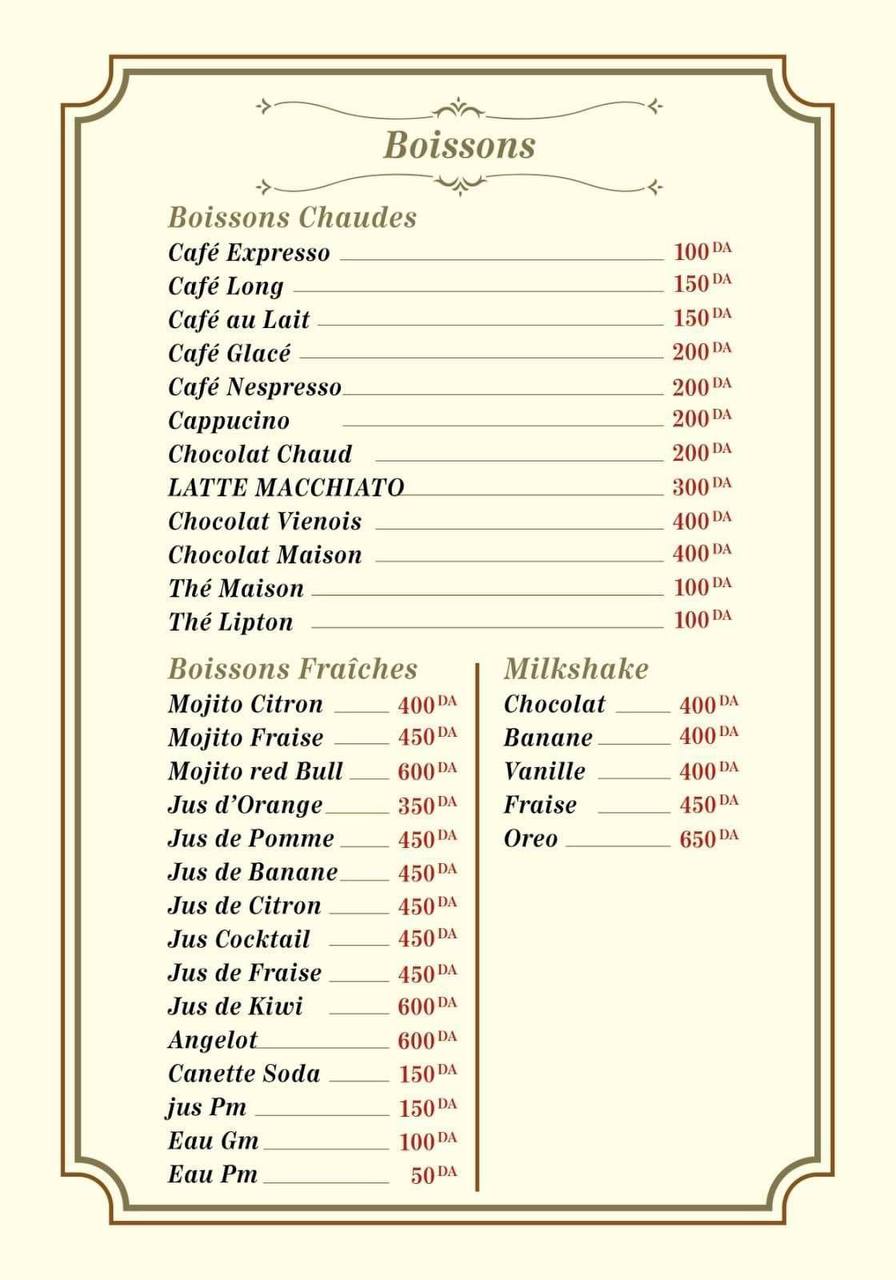 Boissons
Boissons Chaudes
Café Expresso 100 DA
Café Long 150 DA
Café au Lait 150 DA
Café Glacé 200 DA
Café Nespresso 200 DA
Cappucino 200 DA
Chocolat Chaud 200 DA
LATTE MACCHIATO 300 DA
Chocolat Vienois 400 DA
Chocolat Maison 400 DA
Thé Maison 100 DA
Thé Lipton 100 DA
Boissons Fraîches
Mojito Citron 400 DA
Mojito Fraise 450 DA
Mojito red Bull 600 DA
Jus d'Orange 350 DA
Jus de Pomme 450 DA
Jus de Banane 450 DA
Jus de Citron 450 DA
Jus Cocktail 450 DA
Jus de Fraise 450 DA
Jus de Kiwi 600 DA
Angelot 600 DA
Canette Soda 150 DA
jus Pm 150 DA
Eau Gm 100 DA
Eau Pm 50 DA
Milkshake
Chocolat 400 DA
Banane 400 DA
Vanille 400 DA
Fraise 450 DA
Oreo 650 DA